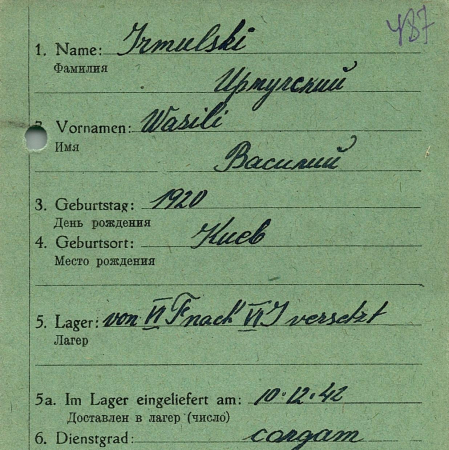 487
1. Name: Irmulski
Фамилия
Ирмулский
2. Vornamen: Wasili
Имя
Василий
3. Geburtstag: 1920
День рождения
4. Geburtsort: Киев
Место рождения
5. Lager: von VI F nach VI J versetzt
Лагер
5a. Im Lager eingeliefert am: 10.12.42
Доставлен в лагер (число)
6. Dienstgrad: солдат